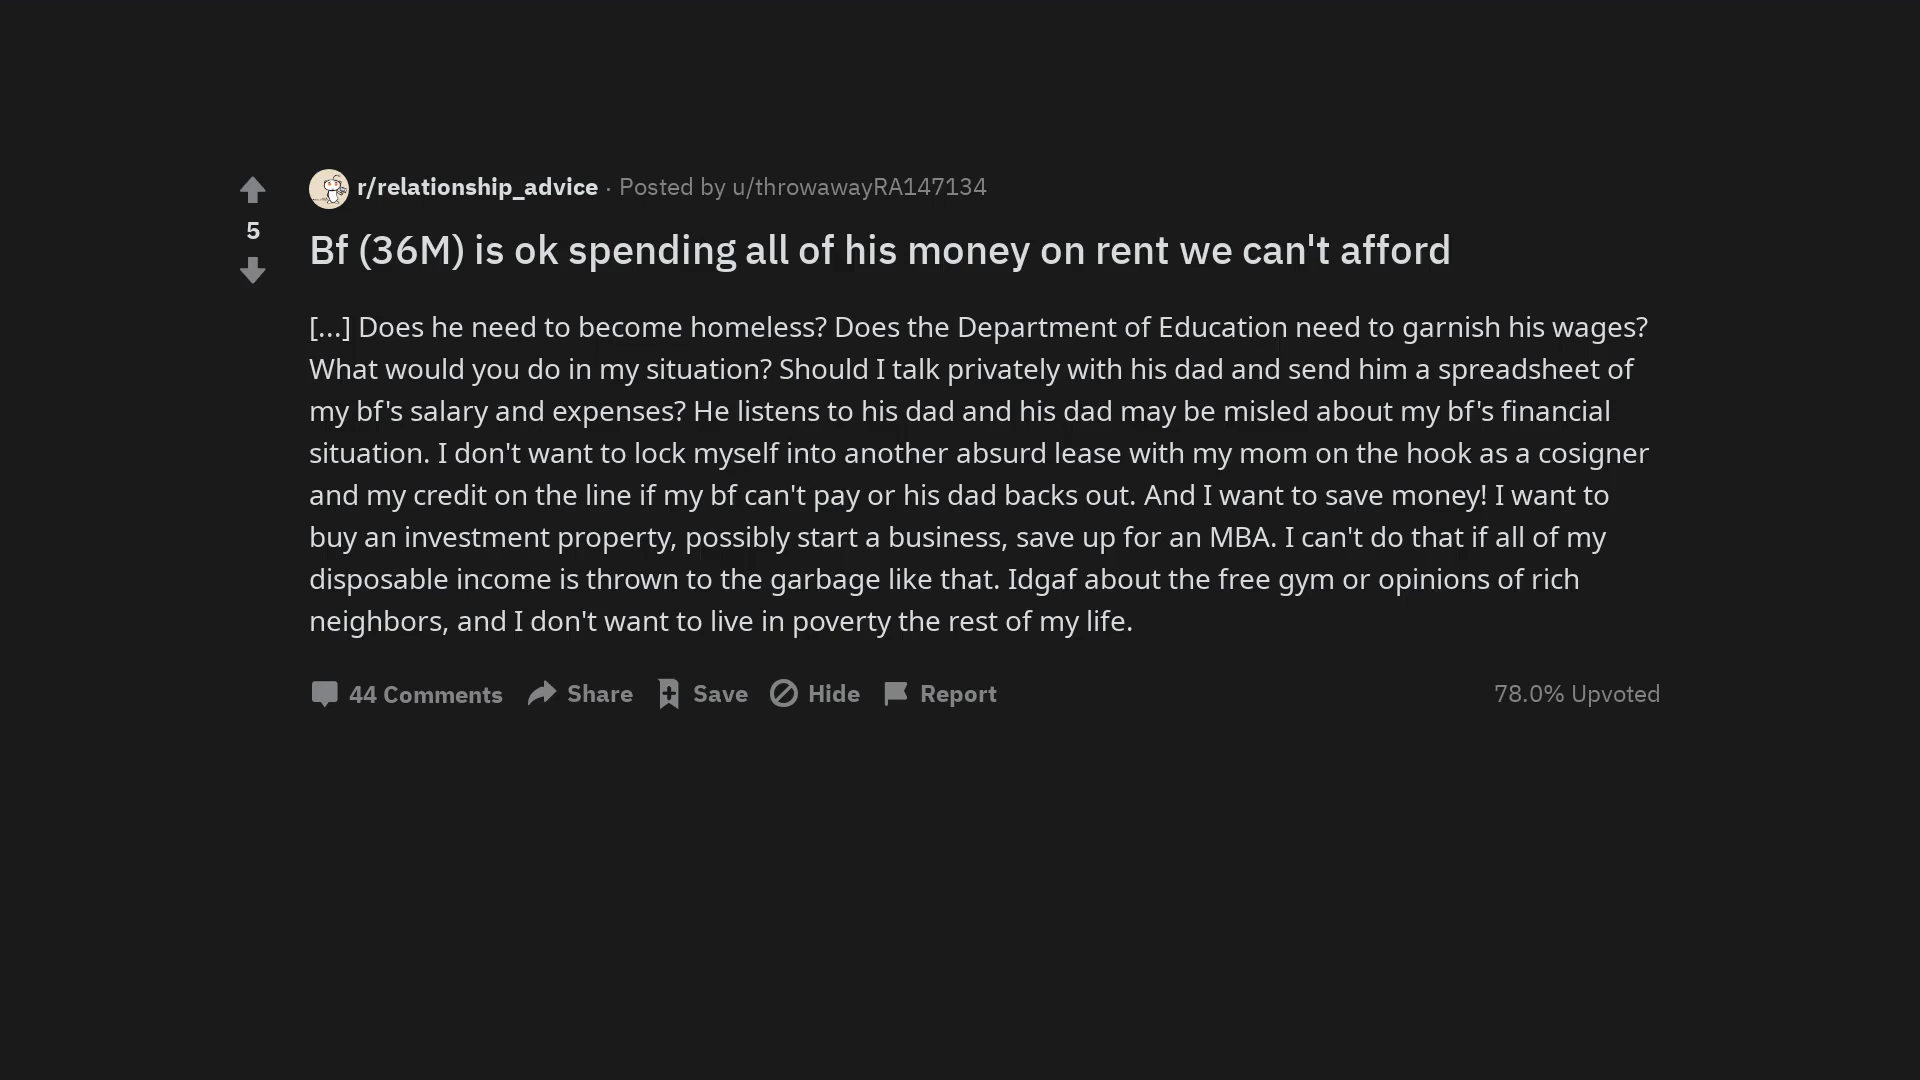 r/relationship_advice · Posted by u/throwawayRA147134
5
Bf (36M) is ok spending all of his money on rent we can't afford
[...] Does he need to become homeless? Does the Department of Education need to garnish his wages?
What would you do in my situation? Should I talk privately with his dad and send him a spreadsheet of
my bf's salary and expenses? He listens to his dad and his dad may be misled about my bf's financial
situation. I don't want to lock myself into another absurd lease with my mom on the hook as a cosigner
and my credit on the line if my bf can't pay or his dad backs out. And I want to save money! I want to
buy an investment property, possibly start a business, save up for an MBA. I can't do that if all of my
disposable income is thrown to the garbage like that. Idgaf about the free gym or opinions of rich
neighbors, and I don't want to live in poverty the rest of my life.
44 Comments Share Save Hide Report 78.0% Upvoted